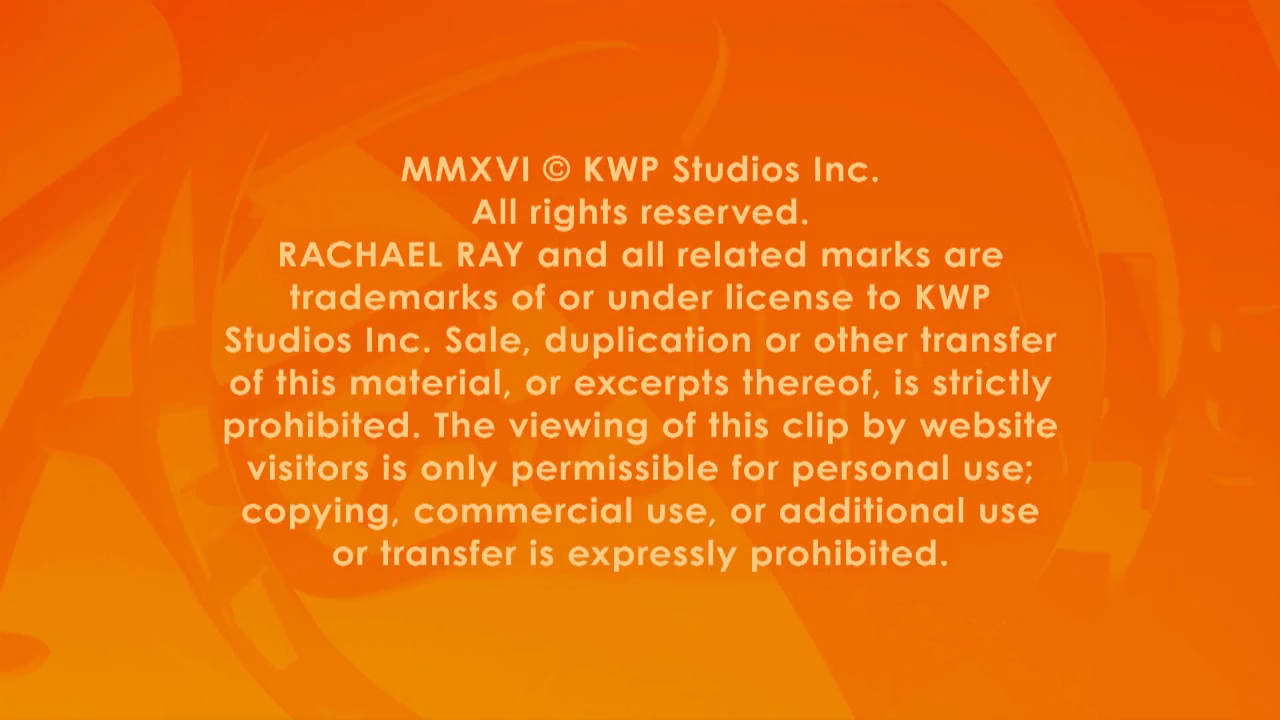 MMXVI © KWP Studios Inc.
All rights reserved.
RACHAEL RAY and all related marks are
trademarks of or under license to KWP
Studios Inc. Sale, duplication or other transfer
of this material, or excerpts thereof, is strictly
prohibited. The viewing of this clip by website
visitors is only permissible for personal use;
copying, commercial use, or additional use
or transfer is expressly prohibited.